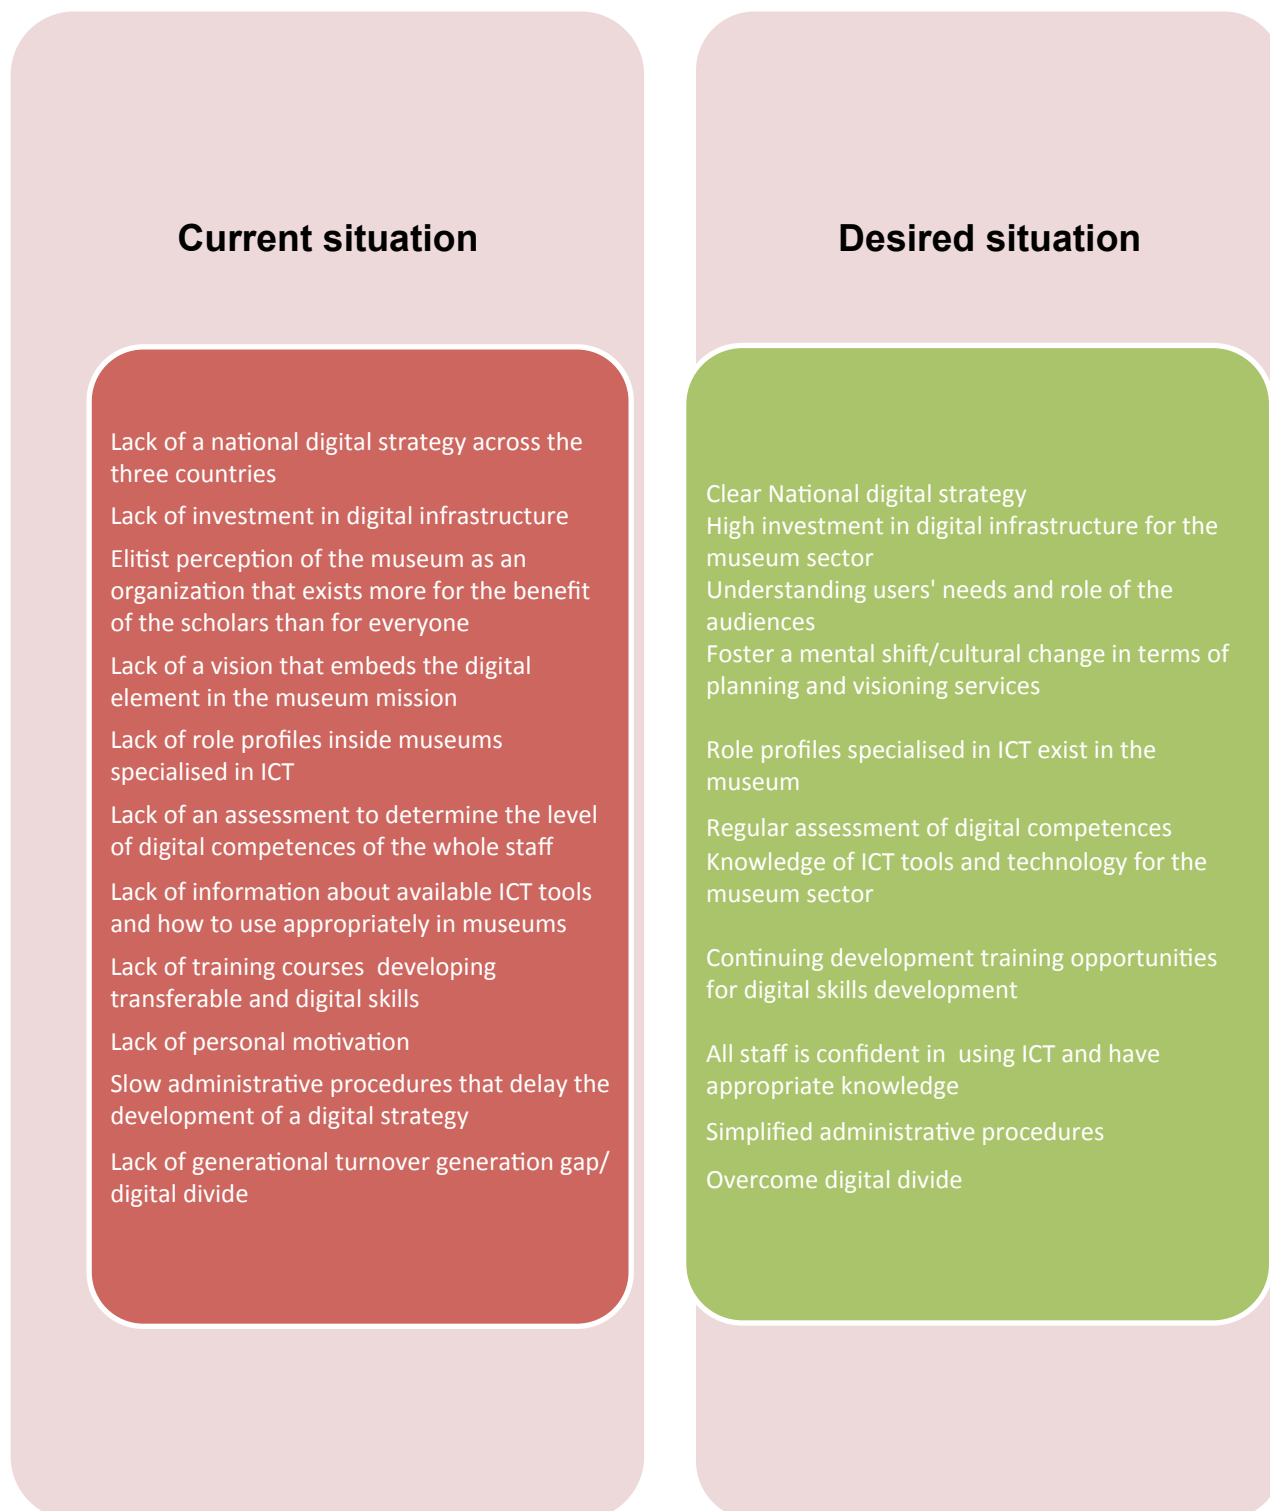 Current situation
Lack of a national digital strategy across the
three countries
Lack of investment in digital infrastructure
Elitist perception of the museum as an
organization that exists more for the benefit
of the scholars than for everyone
Lack of a vision that embeds the digital
element in the museum mission
Lack of role profiles inside museums
specialised in ICT
Lack of an assessment to determine the level
of digital competences of the whole staff
Lack of information about available ICT tools
and how to use appropriately in museums
Lack of training courses  developing
transferable and digital skills
Lack of personal motivation
Slow administrative procedures that delay the
development of a digital strategy
Lack of generational turnover generation gap/
digital divide
Desired situation
Clear National digital strategy
High investment in digital infrastructure for the
museum sector
Understanding users' needs and role of the
audiences
Foster a mental shift/cultural change in terms of
planning and visioning services
Role profiles specialised in ICT exist in the
museum
Regular assessment of digital competences
Knowledge of ICT tools and technology for the
museum sector
Continuing development training opportunities
for digital skills development
All staff is confident in  using ICT and have
appropriate knowledge
Simplified administrative procedures
Overcome digital divide